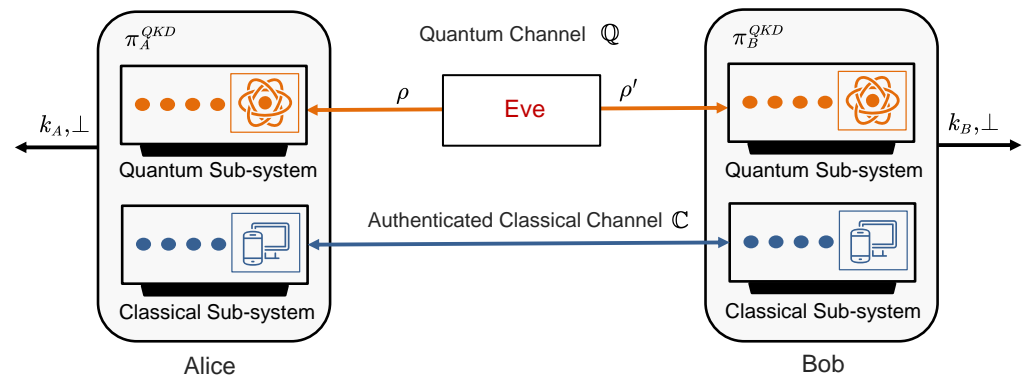 π_A^{QKD}
Quantum Channel ℚ
π_B^{QKD}
ρ
Eve
ρ′
k_A, ⊥
k_B, ⊥
Quantum Sub-system
Quantum Sub-system
Authenticated Classical Channel ℂ
Classical Sub-system
Classical Sub-system
Alice
Bob